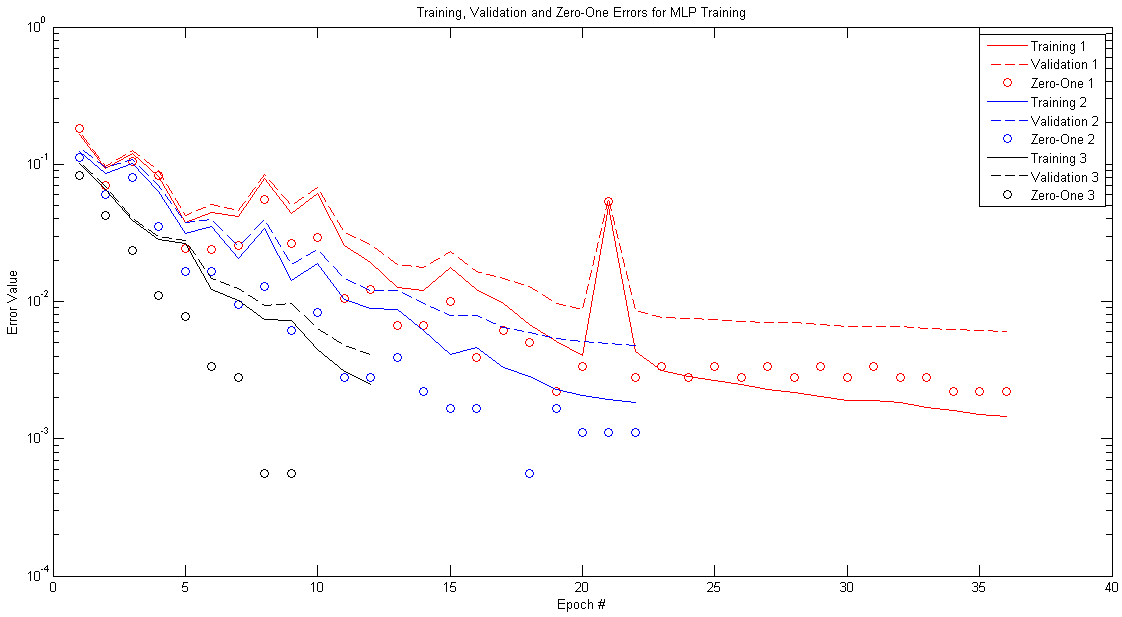 Training, Validation and Zero-One Errors for MLP Training
10^0
10^-1
10^-2
10^-3
10^-4
Error Value
Training 1
Validation 1
Zero-One 1
Training 2
Validation 2
Zero-One 2
Training 3
Validation 3
Zero-One 3
0 5 10 15 20 25 30 35 40
Epoch #